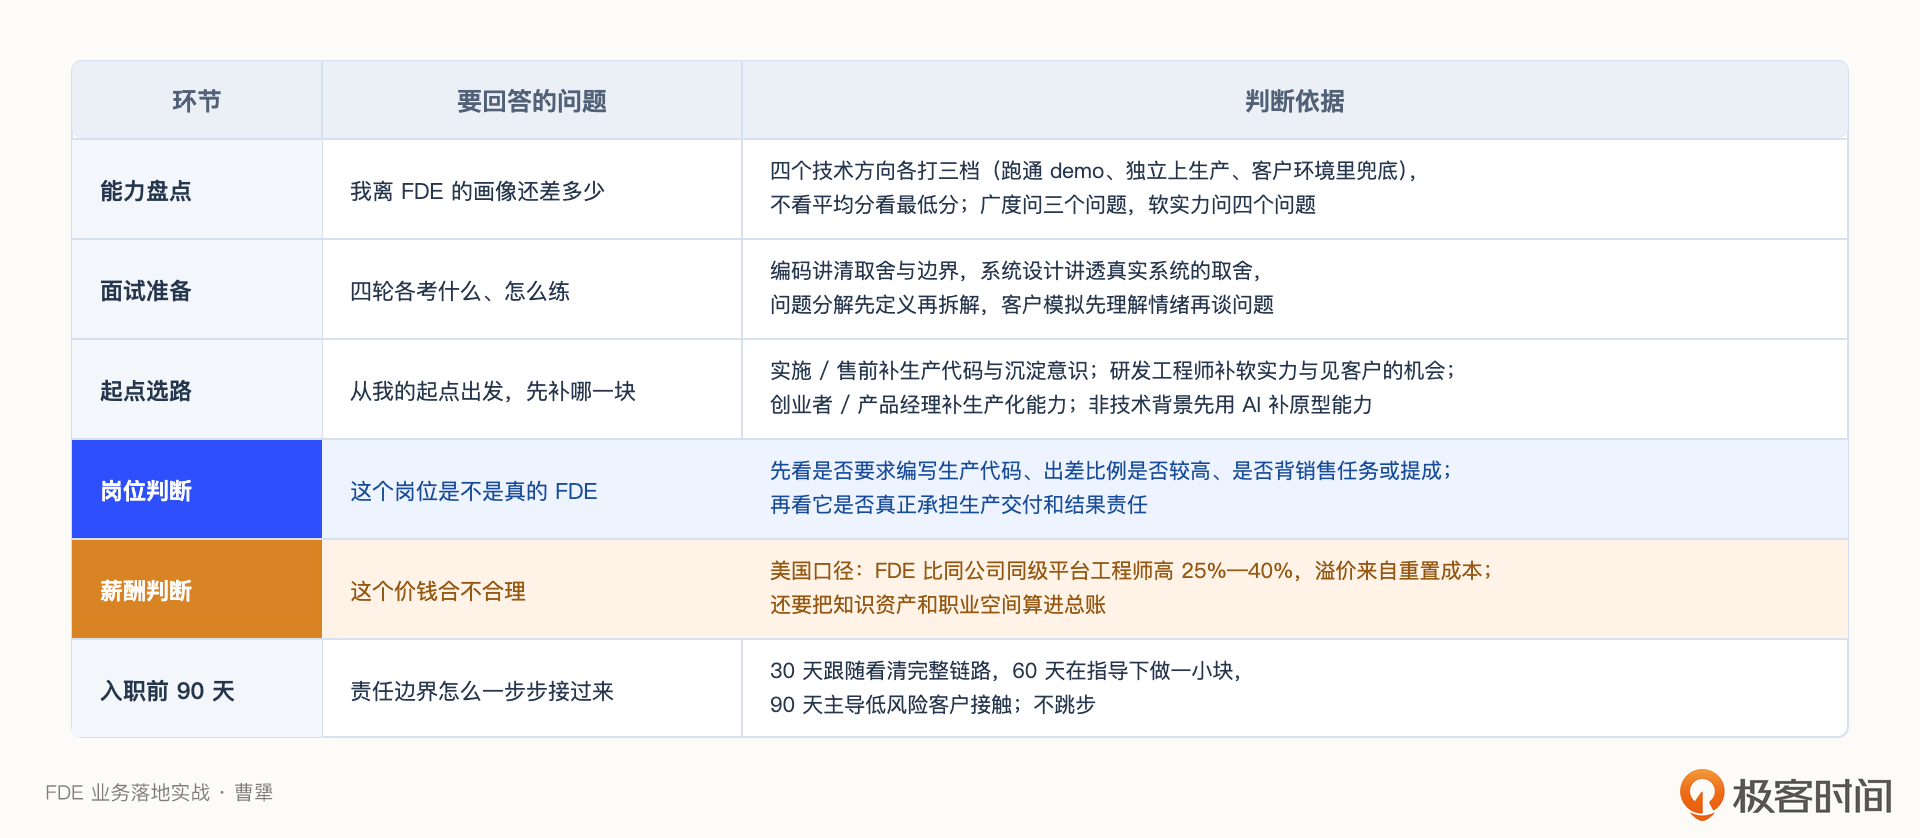 环节
要回答的问题
判断依据
能力盘点
我离 FDE 的画像还差多少
四个技术方向各打三档（跑通 demo、独立上生产、客户环境里兜底），
不看平均分看最低分；广度问三个问题，软实力问四个问题
面试准备
四轮各考什么、怎么练
编码讲清取舍与边界，系统设计讲透真实系统的取舍，
问题分解先定义再拆解，客户模拟先理解情绪再谈问题
起点选路
从我的起点出发，先补哪一块
实施 / 售前补生产代码与沉淀意识；研发工程师补软实力与见客户的机会；
创业者 / 产品经理补生产化能力；非技术背景先用 AI 补原型能力
岗位判断
这个岗位是不是真的 FDE
先看是否要求编写生产代码、出差比例是否较高、是否背销售任务或提成；
再看它是否真正承担生产交付和结果责任
薪酬判断
这个价钱合不合理
美国口径：FDE 比同公司同级平台工程师高 25%—40%，溢价来自重置成本；
还要把知识资产和职业空间算进总账
入职前 90 天
责任边界怎么一步步接过来
30 天跟随看清完整链路，60 天在指导下做一小块，
90 天主导低风险客户接触；不跳步
FDE 业务落地实战 · 曹犟
极客时间